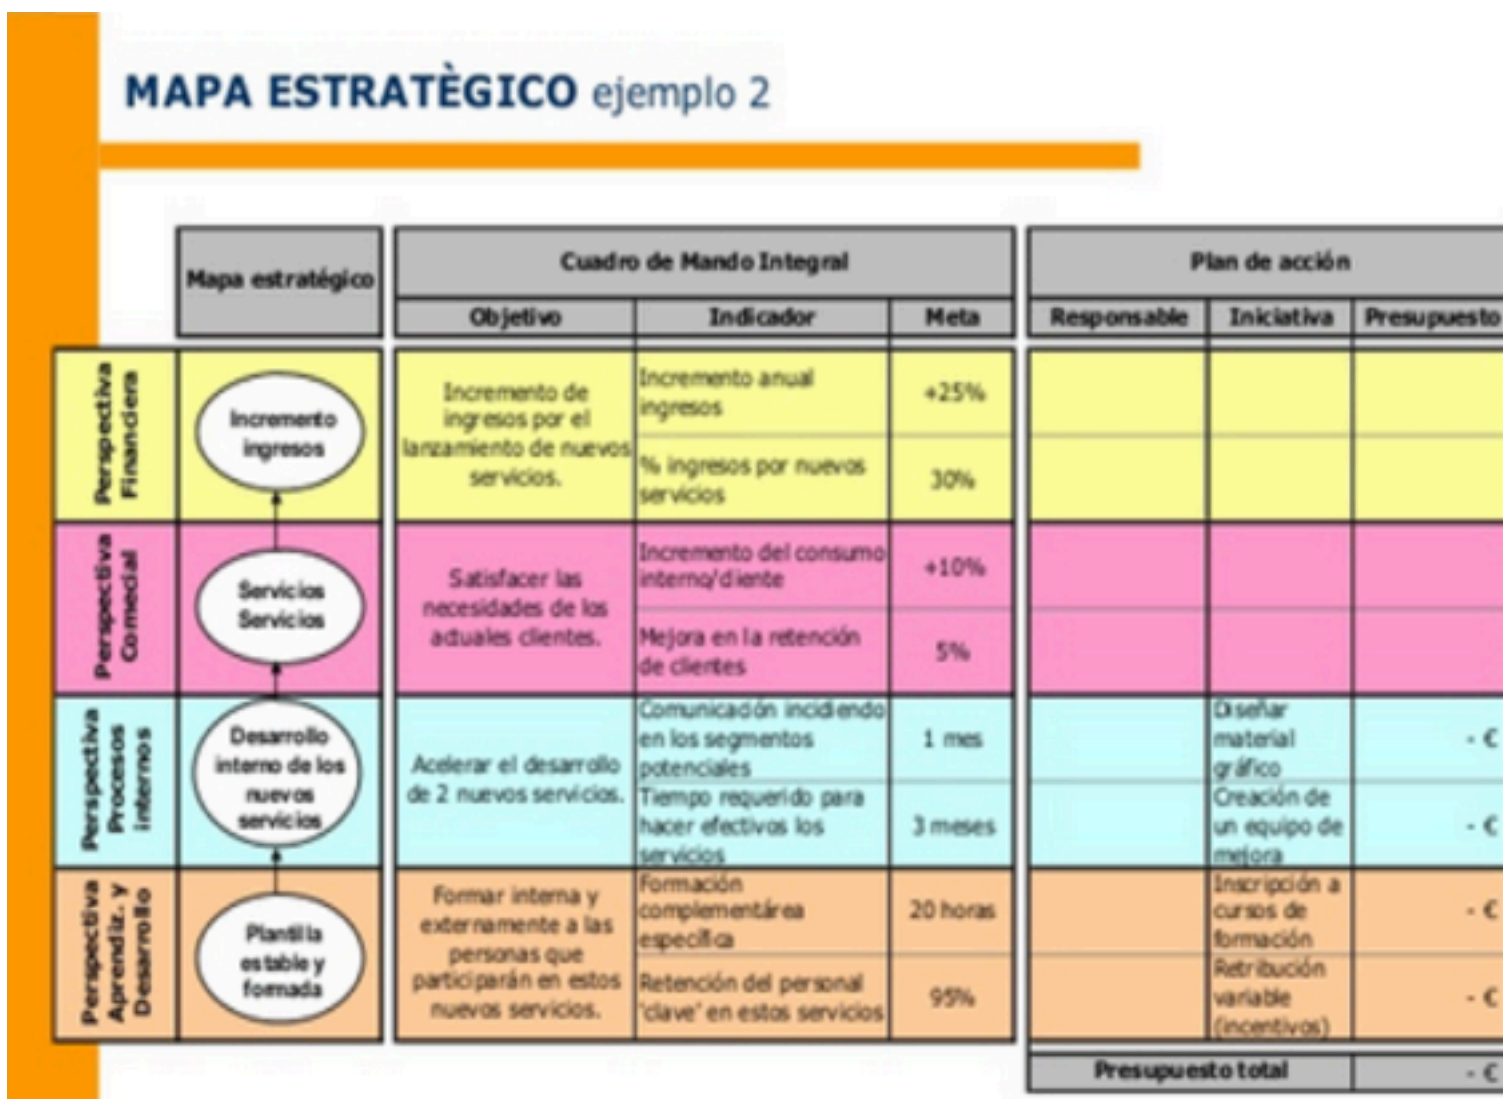 MAPA ESTRATÈGICO ejemplo 2
Mapa estratégico
Cuadro de Mando Integral
Plan de acción
Objetivo
Indicador
Meta
Responsable
Iniciativa
Presupuesto
Perspectiva
Financiera
Incremento
ingresos
Incremento de
ingresos por el
lanzamiento de nuevos
servicios.
Incremento anual
ingresos
+25%
% ingresos por nuevos
servicios
30%
Perspectiva
Comecial
Servicios
Servicios
Satisfacer las
necesidades de los
actuales clientes.
Incremento del consumo
interno/cliente
+10%
Mejora en la retención
de clientes
5%
Perspectiva
Procesos
internos
Desarrollo
interno de los
nuevos
servicios
Acelerar el desarrollo
de 2 nuevos servicios.
Comunicación incidiendo
en los segmentos
potenciales
1 mes
Diseñar
material
gráfico
- €
Tiempo requerido para
hacer efectivos los
servicios
3 meses
Creación de
un equipo de
mejora
- €
Perspectiva
Aprendiz. y
Desarrollo
Plantilla
estable y
formada
Formar interna y
externamente a las
personas que
participarán en estos
nuevos servicios.
Formación
complementárea
específica
20 horas
Inscripción a
cursos de
formación
- €
Retención del personal
'clave' en estos servicios
95%
Retribución
variable
(incentivos)
- €
Presupuesto total
- €